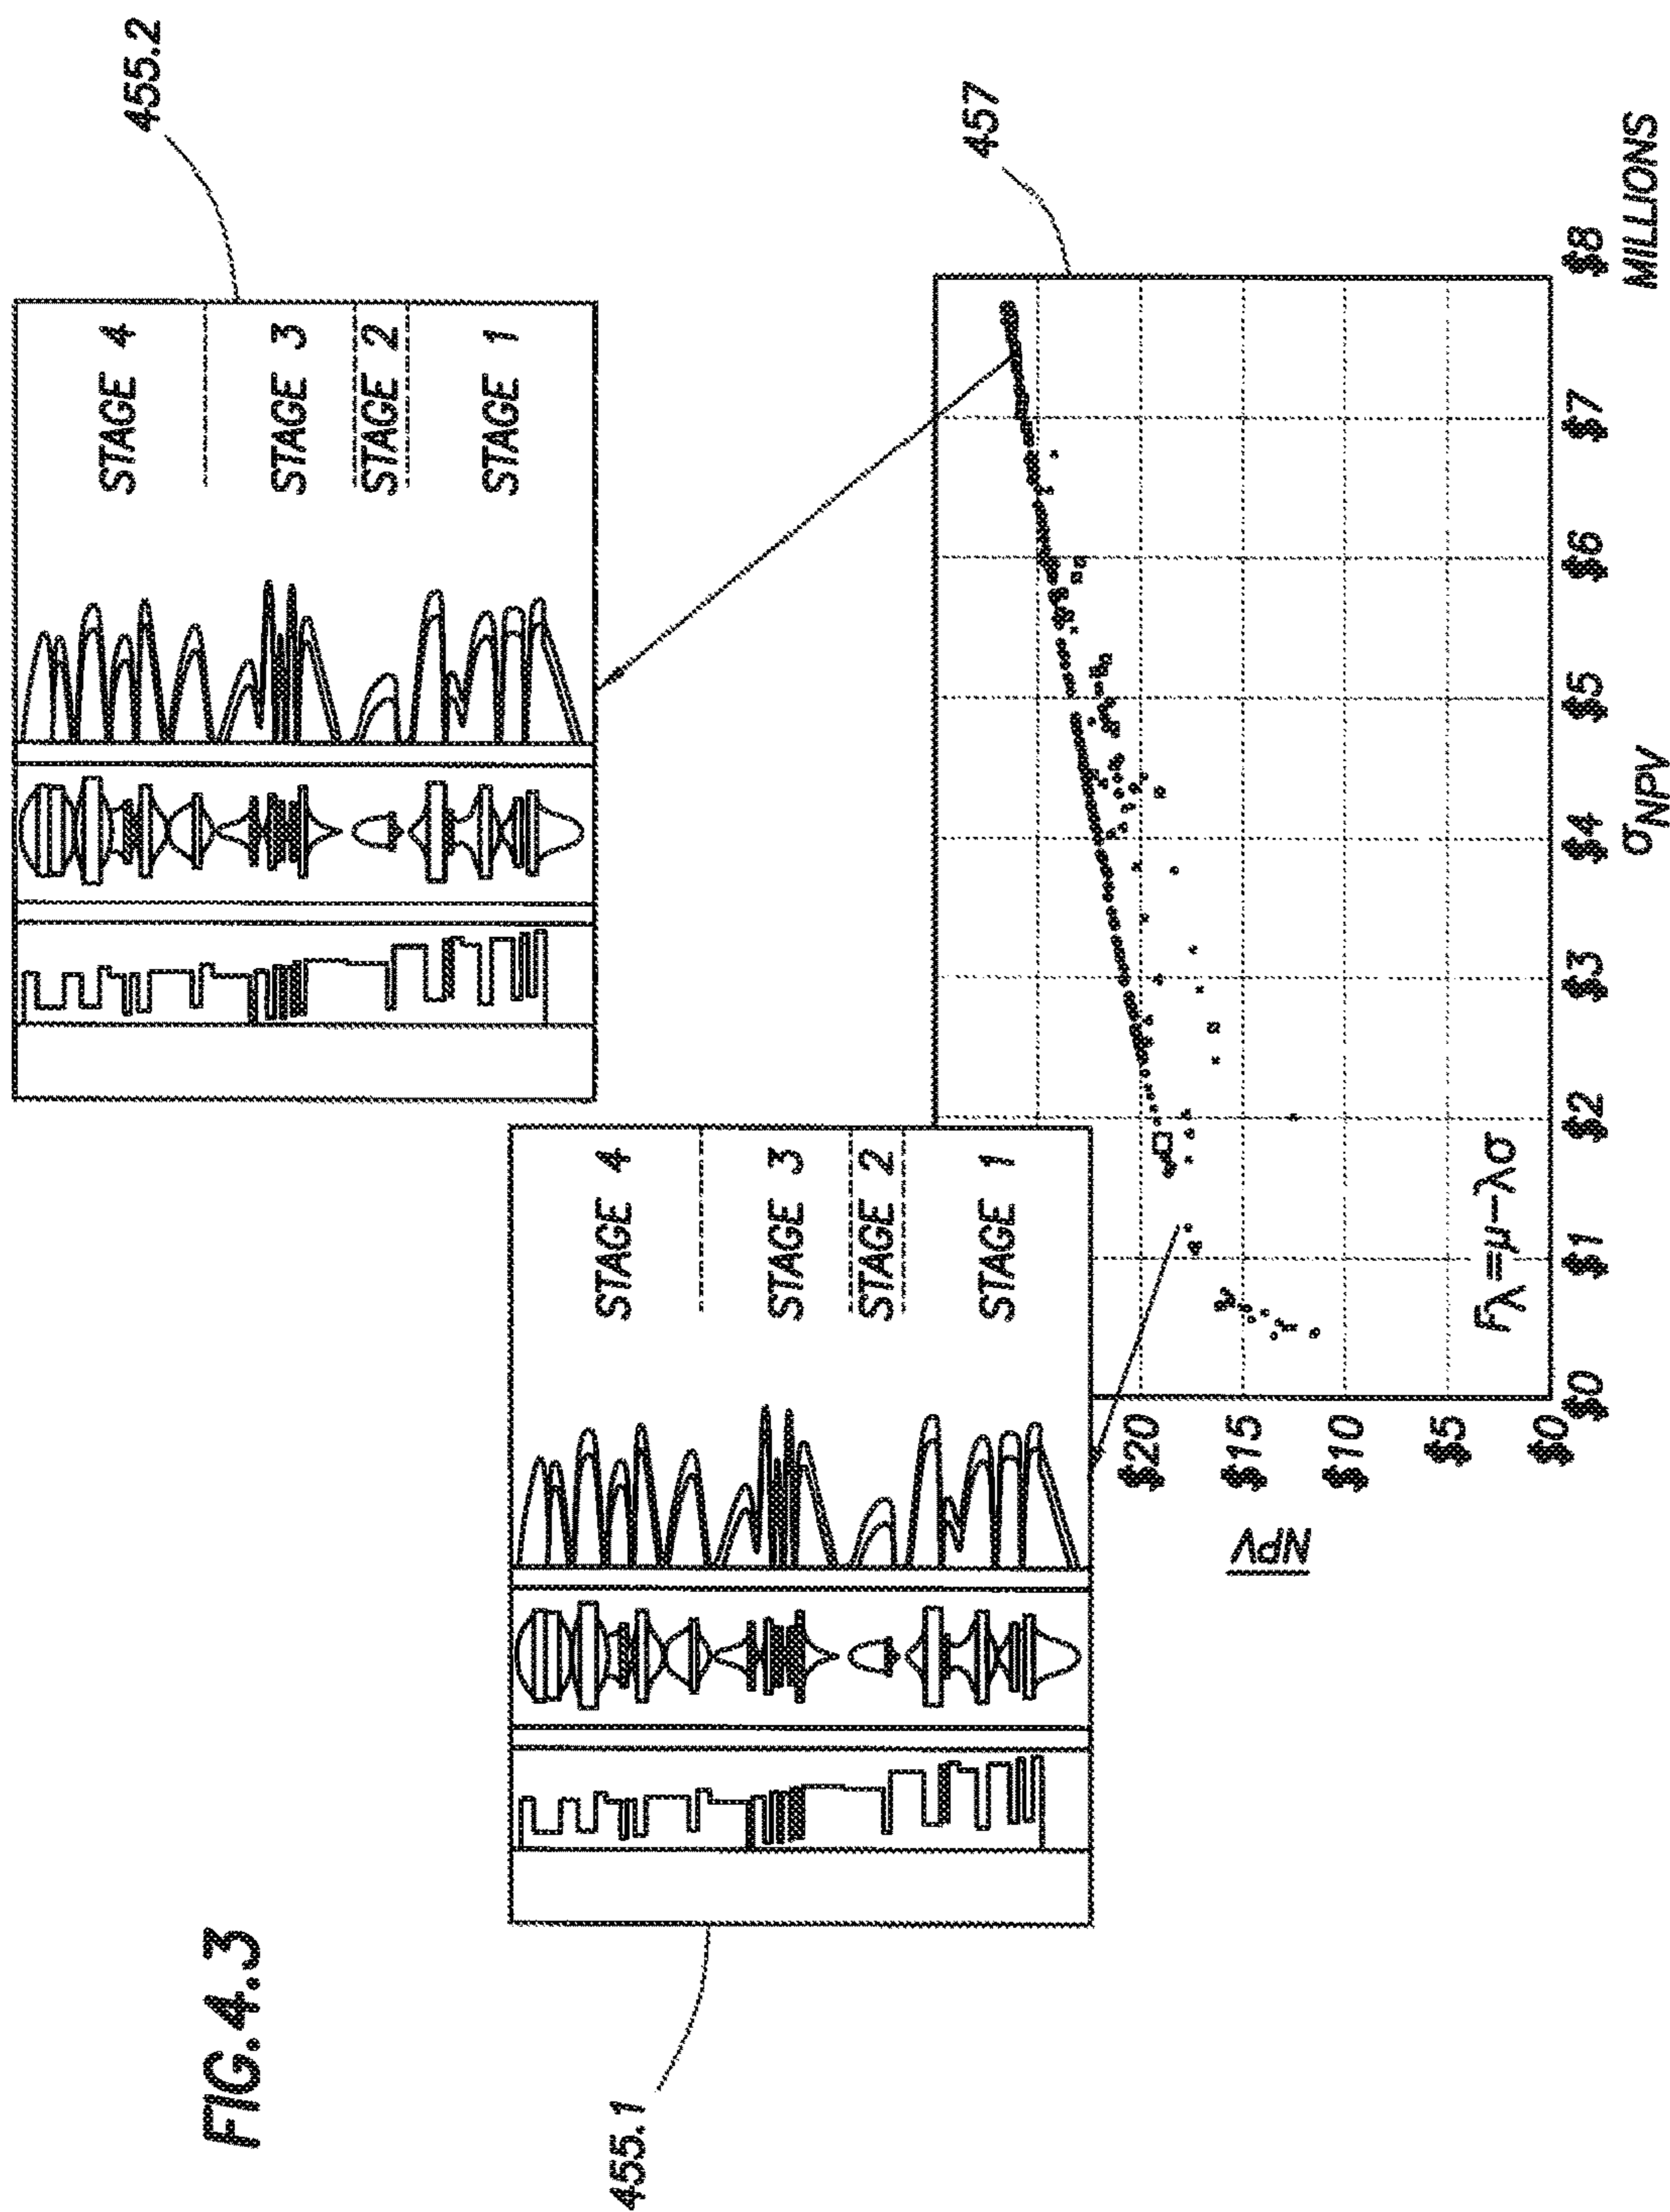 FIG.4.3
455.2
STAGE 4
STAGE 3
STAGE 2
STAGE 1
455.1
STAGE 4
STAGE 3
STAGE 2
STAGE 1
457
NPV
$20
$15
$10
$5
$0
Fλ=μ-λσ
$0
$1
$2
$3
$4
$5
$6
$7
$8
σNPV
MILLIONS